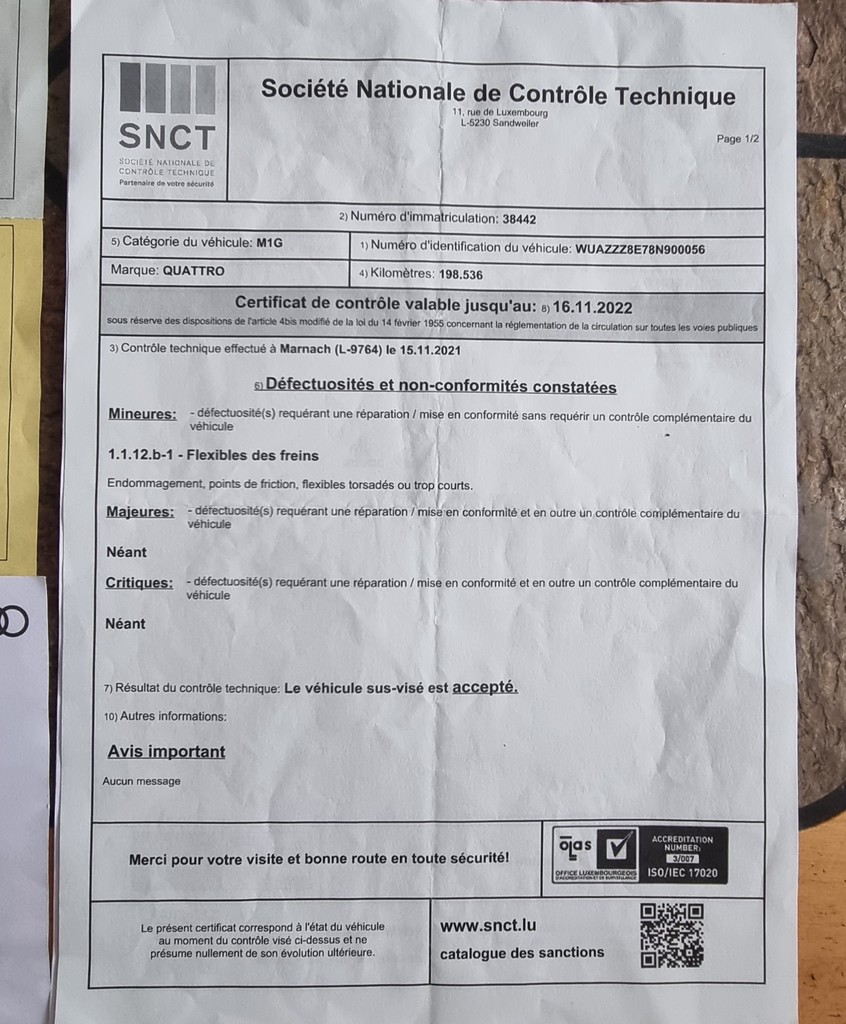 SNCT
SOCIÉTÉ NATIONALE DE
CONTRÔLE TECHNIQUE
Partenaire de votre sécurité
Société Nationale de Contrôle Technique
11, rue de Luxembourg
L-5230 Sandweiler
Page 1/2
2) Numéro d'immatriculation: 38442
5) Catégorie du véhicule: M1G
1) Numéro d'identification du véhicule: WUAZZZ8E78N900056
Marque: QUATTRO
4) Kilomètres: 198.536
Certificat de contrôle valable jusqu'au: 8) 16.11.2022
sous réserve des dispositions de l'article 4bis modifié de la loi du 14 février 1955 concernant la réglementation de la circulation sur toutes les voies publiques
3) Contrôle technique effectué à Marnach (L-9764) le 15.11.2021
6) Défectuosités et non-conformités constatées
Mineures: - défectuosité(s) requérant une réparation / mise en conformité sans requérir un contrôle complémentaire du
véhicule
1.1.12.b-1 - Flexibles des freins
Endommagement, points de friction, flexibles torsadés ou trop courts.
Majeures: - défectuosité(s) requérant une réparation / mise en conformité et en outre un contrôle complémentaire du
véhicule
Néant
Critiques: - défectuosité(s) requérant une réparation / mise en conformité et en outre un contrôle complémentaire du
véhicule
Néant
7) Résultat du contrôle technique: Le véhicule sus-visé est accepté.
10) Autres informations:
Avis important
Aucun message
Merci pour votre visite et bonne route en toute sécurité!
olas
OFFICE LUXEMBOURGEOIS
D'ACCRÉDITATION ET DE SURVEILLANCE
ACCREDITATION
NUMBER:
3/007
ISO/IEC 17020
Le présent certificat correspond à l'état du véhicule
au moment du contrôle visé ci-dessus et ne
présume nullement de son évolution ultérieure.
www.snct.lu
catalogue des sanctions